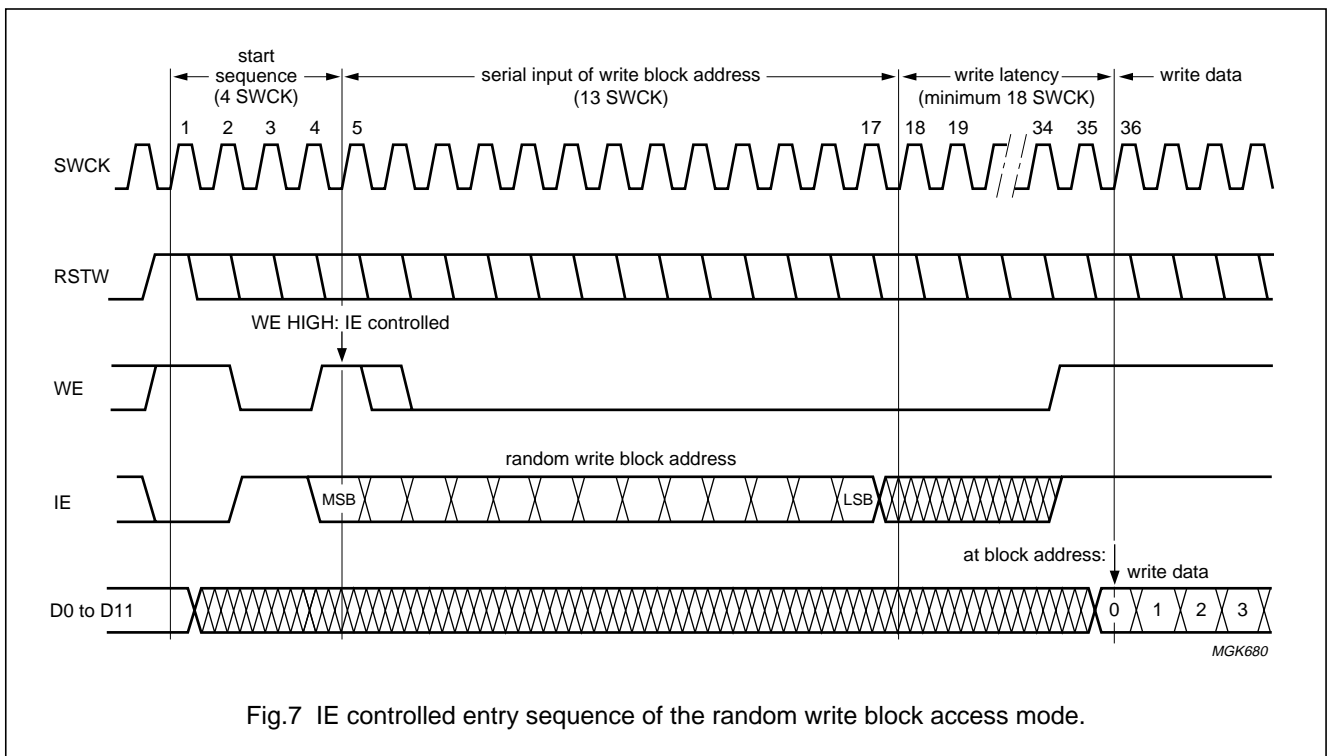 start
sequence
(4 SWCK)
serial input of write block address
(13 SWCK)
write latency
(minimum 18 SWCK)
write data
1 2 3 4 5 17 18 19 34 35 36
SWCK
RSTW
WE HIGH: IE controlled
WE
random write block address
IE
MSB LSB
at block address:
write data
D0 to D11
0 1 2 3
MGK680
Fig.7 IE controlled entry sequence of the random write block access mode.